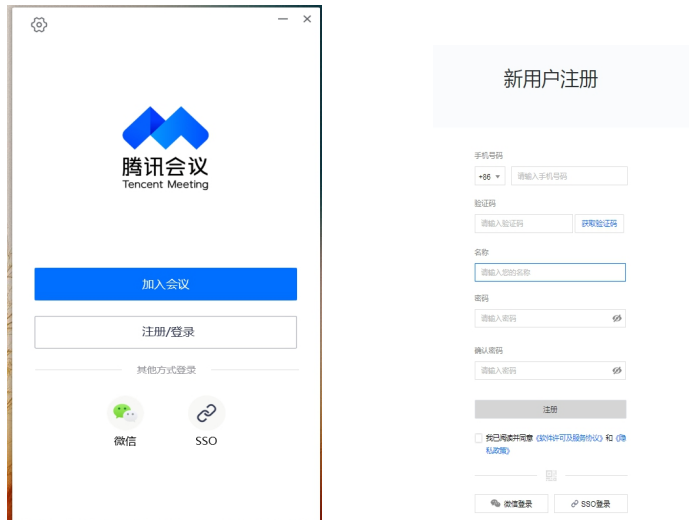 腾讯会议
Tencent Meeting
加入会议
注册/登录
其他方式登录
微信
SSO
新用户注册
手机号码
+86
请输入手机号码
验证码
请输入验证码
获取验证码
名称
请输入您的名称
密码
请输入密码
确认密码
请输入密码
注册
我已阅读并同意《软件许可及服务协议》和《隐
私政策》
微信登录
SSO登录